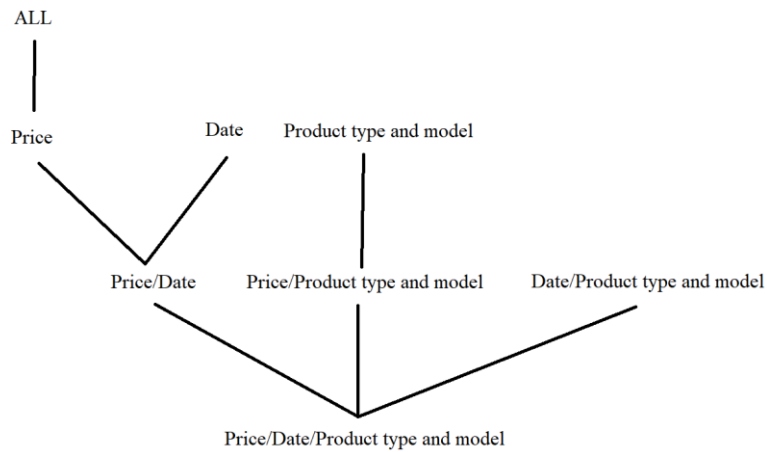 ALL
Price
Date
Product type and model
Price/Date
Price/Product type and model
Date/Product type and model
Price/Date/Product type and model